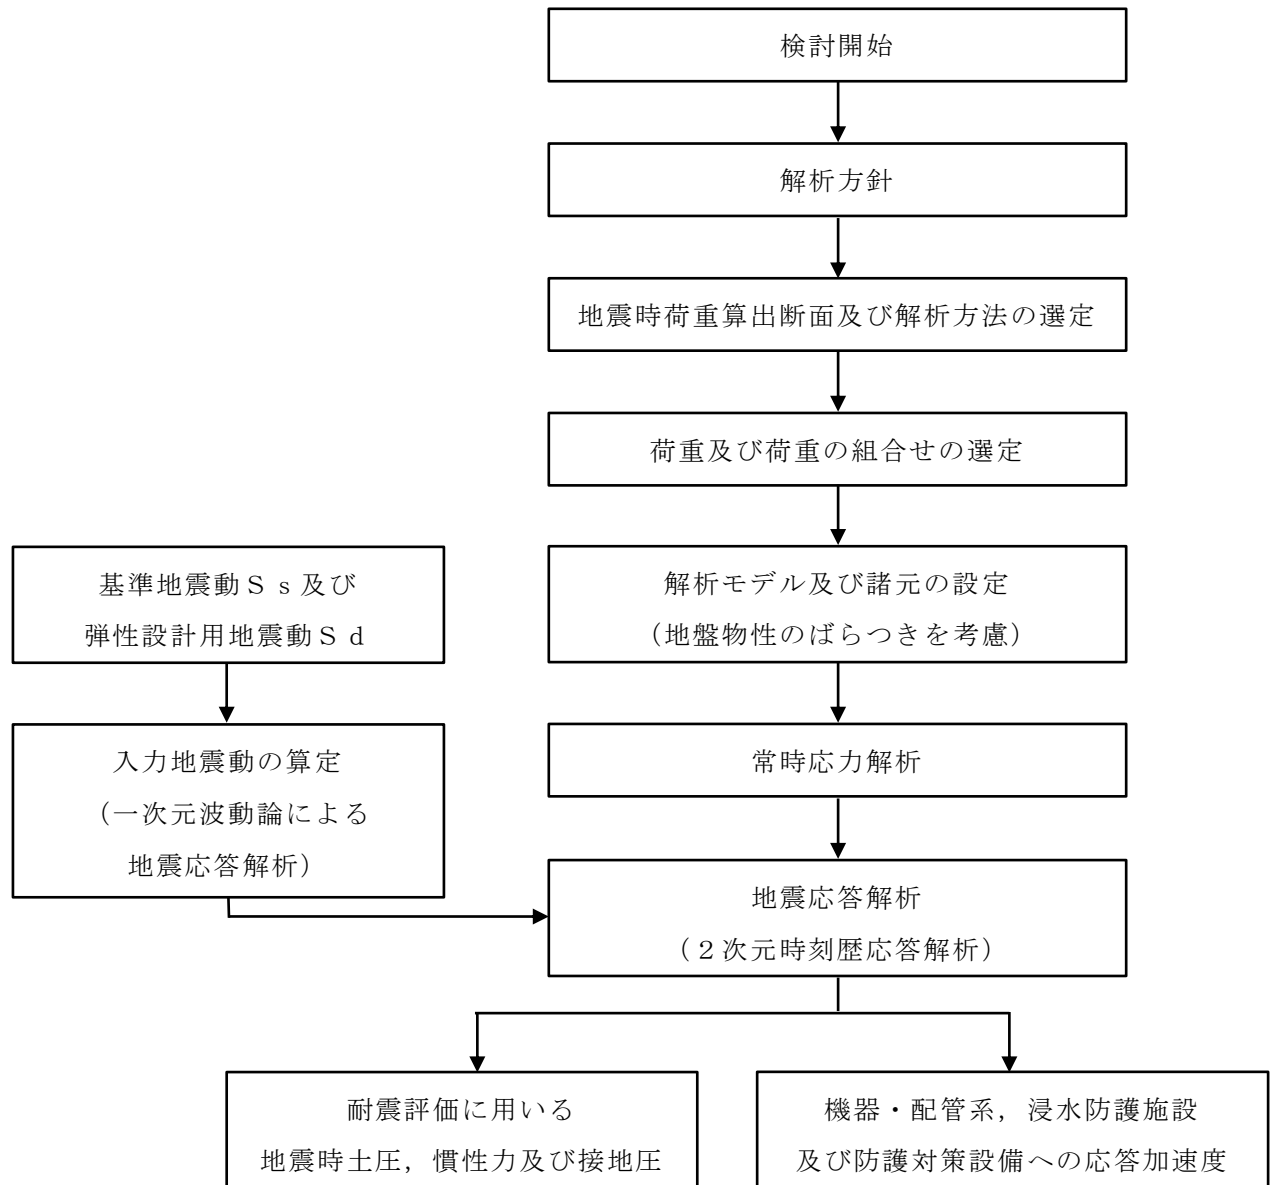 検討開始
解析方針
地震時荷重算出断面及び解析方法の選定
荷重及び荷重の組合せの選定
基準地震動Ｓｓ及び
弾性設計用地震動Ｓｄ
解析モデル及び諸元の設定
（地盤物性のばらつきを考慮）
入力地震動の算定
（一次元波動論による
地震応答解析）
常時応力解析
地震応答解析
（２次元時刻歴応答解析）
耐震評価に用いる
地震時土圧，慣性力及び接地圧
機器・配管系，浸水防護施設
及び防護対策設備への応答加速度